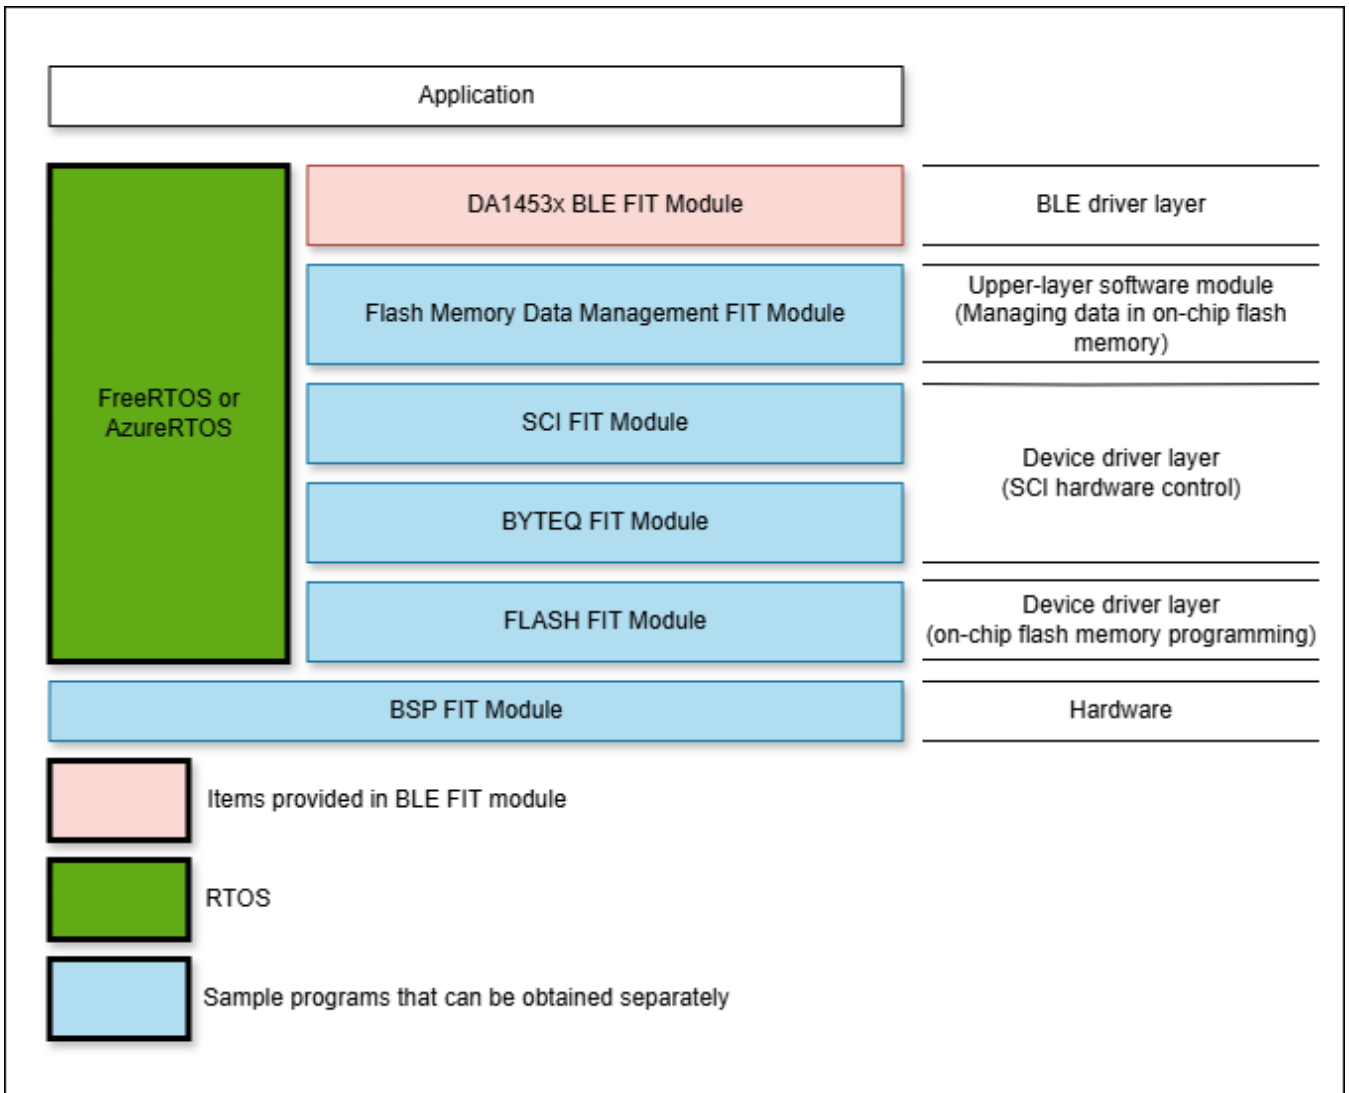 Application
DA1453x BLE FIT Module
BLE driver layer
Flash Memory Data Management FIT Module
Upper-layer software module
(Managing data in on-chip flash
memory)
FreeRTOS or
AzureRTOS
SCI FIT Module
BYTEQ FIT Module
Device driver layer
(SCI hardware control)
FLASH FIT Module
Device driver layer
(on-chip flash memory programming)
BSP FIT Module
Hardware
Items provided in BLE FIT module
RTOS
Sample programs that can be obtained separately